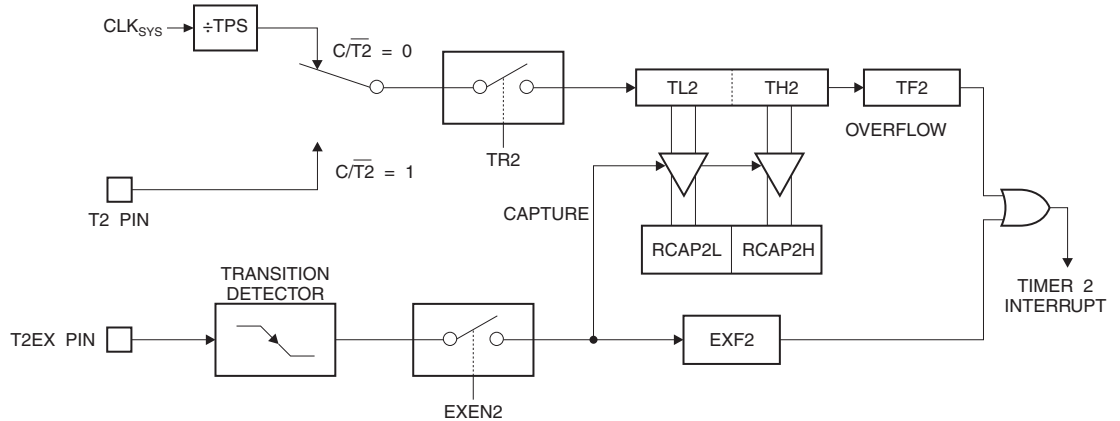 CLKSYS
÷TPS
C/T2 = 0
TL2
TH2
TF2
OVERFLOW
TR2
C/T2 = 1
T2 PIN
CAPTURE
RCAP2L
RCAP2H
TRANSITION
DETECTOR
TIMER 2
INTERRUPT
T2EX PIN
EXF2
EXEN2